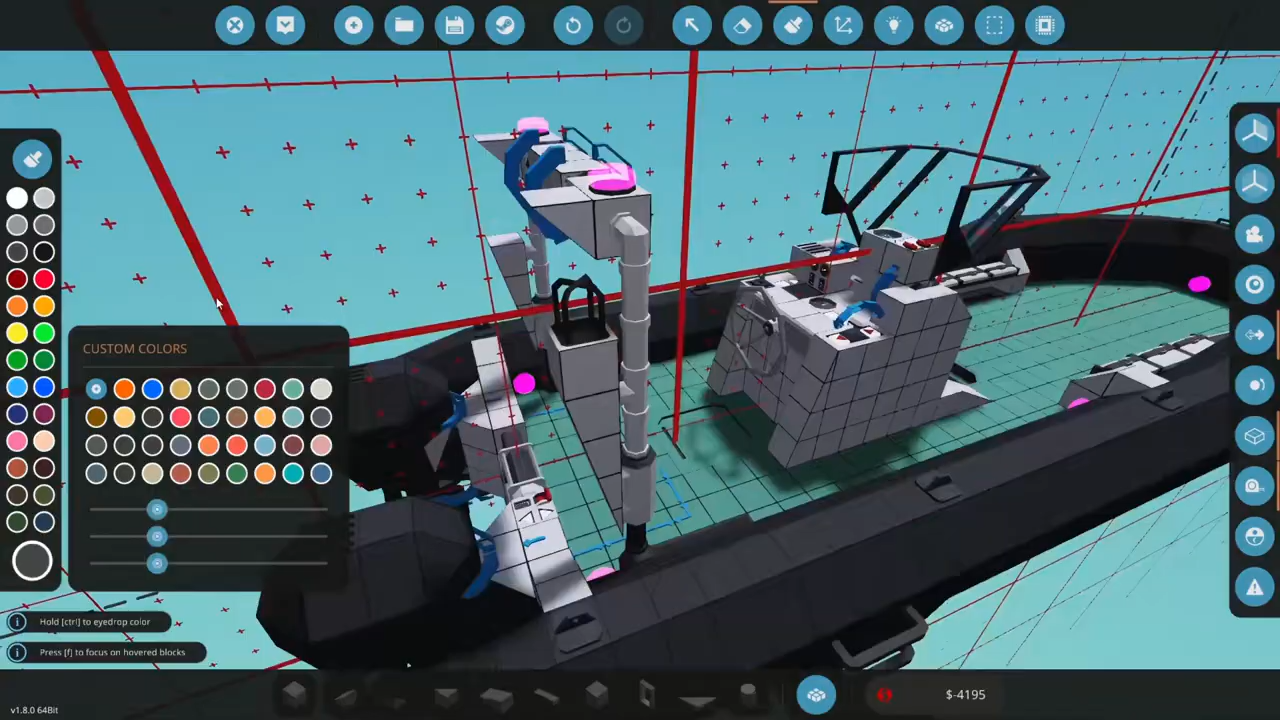 CUSTOM COLORS
Hold [ctrl] to eyedrop color
Press [f] to focus on hovered blocks
$-4195
v1.8.0 64Bit